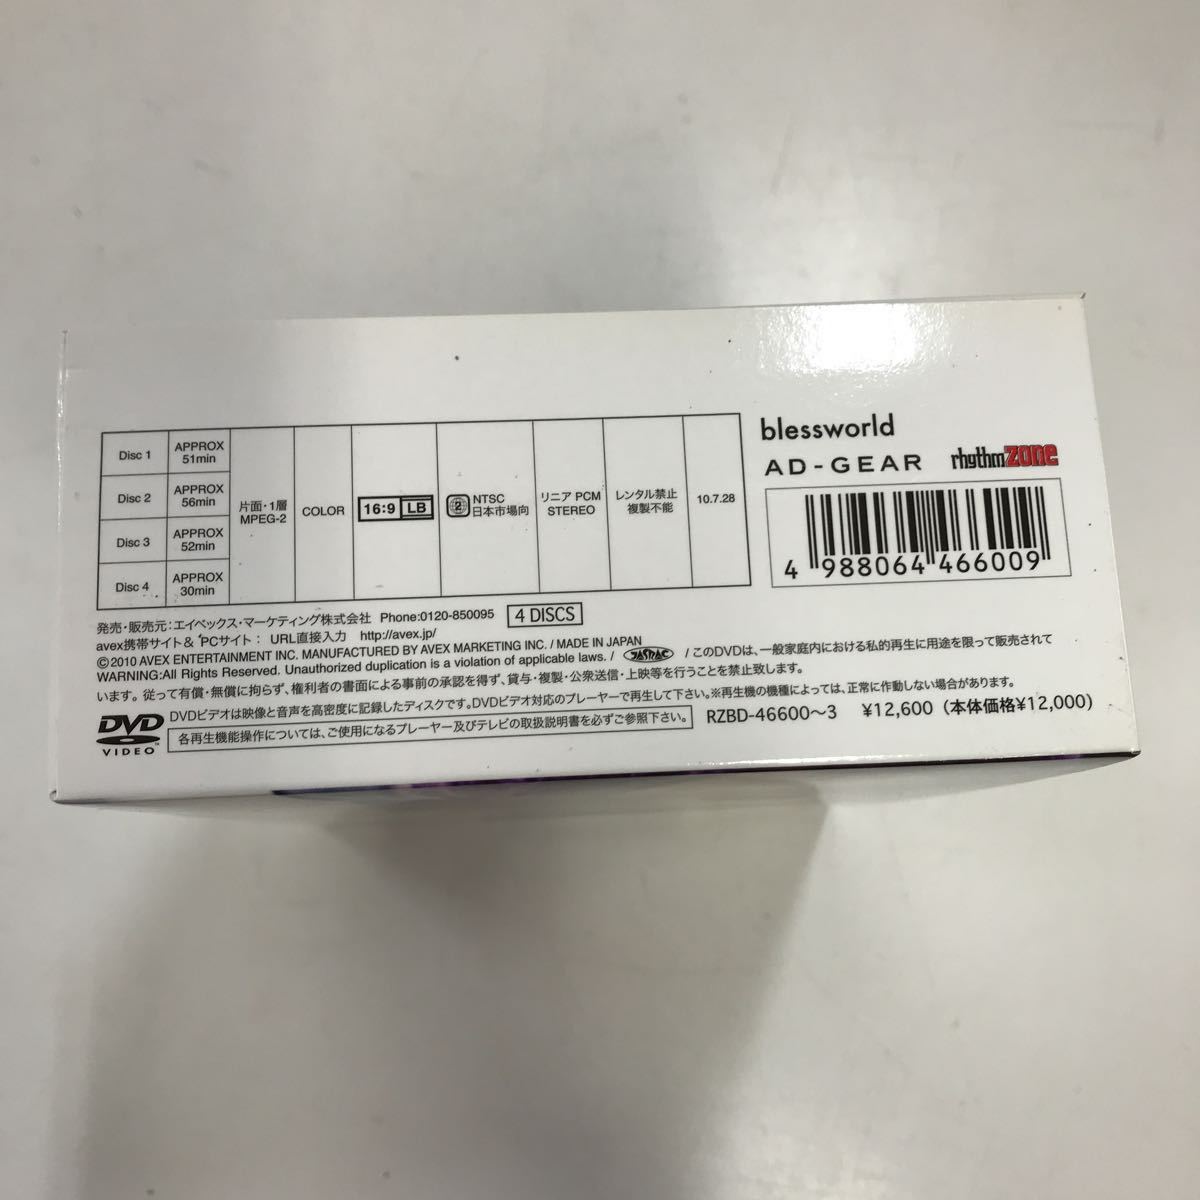 Disc 1
APPROX
51min
Disc 2
APPROX
56min
Disc 3
APPROX
52min
Disc 4
APPROX
30min
片面・1層
MPEG-2
COLOR
16:9 LB
2
NTSC
日本市場向
リニア PCM
STEREO
レンタル禁止
複製不能
10.7.28
blessworld
AD-GEAR
rhythmzone
4 988064 466009
発売・販売元：エイベックス・マーケティング株式会社 Phone:0120-850095 4 DISCS
avex携帯サイト& PCサイト： URL直接入力 http://avex.jp/
©2010 AVEX ENTERTAINMENT INC. MANUFACTURED BY AVEX MARKETING INC. / MADE IN JAPAN
WARNING:All Rights Reserved. Unauthorized duplication is a violation of applicable laws. / JASRAC / このDVDは、一般家庭内における私的再生に用途を限って販売されて
います。従って有償・無償に拘らず、権利者の書面による事前の承認を得ず、貸与・複製・公衆送信・上映等を行うことを禁止致します。
DVD
VIDEO
DVDビデオは映像と音声を高密度に記録したディスクです。DVDビデオ対応のプレーヤーで再生して下さい。※再生機の機種によっては、正常に作動しない場合があります。
各再生機能操作については、ご使用になるプレーヤー及びテレビの取扱説明書を必ずご参照下さい。
RZBD-46600〜3 ¥12,600（本体価格¥12,000）